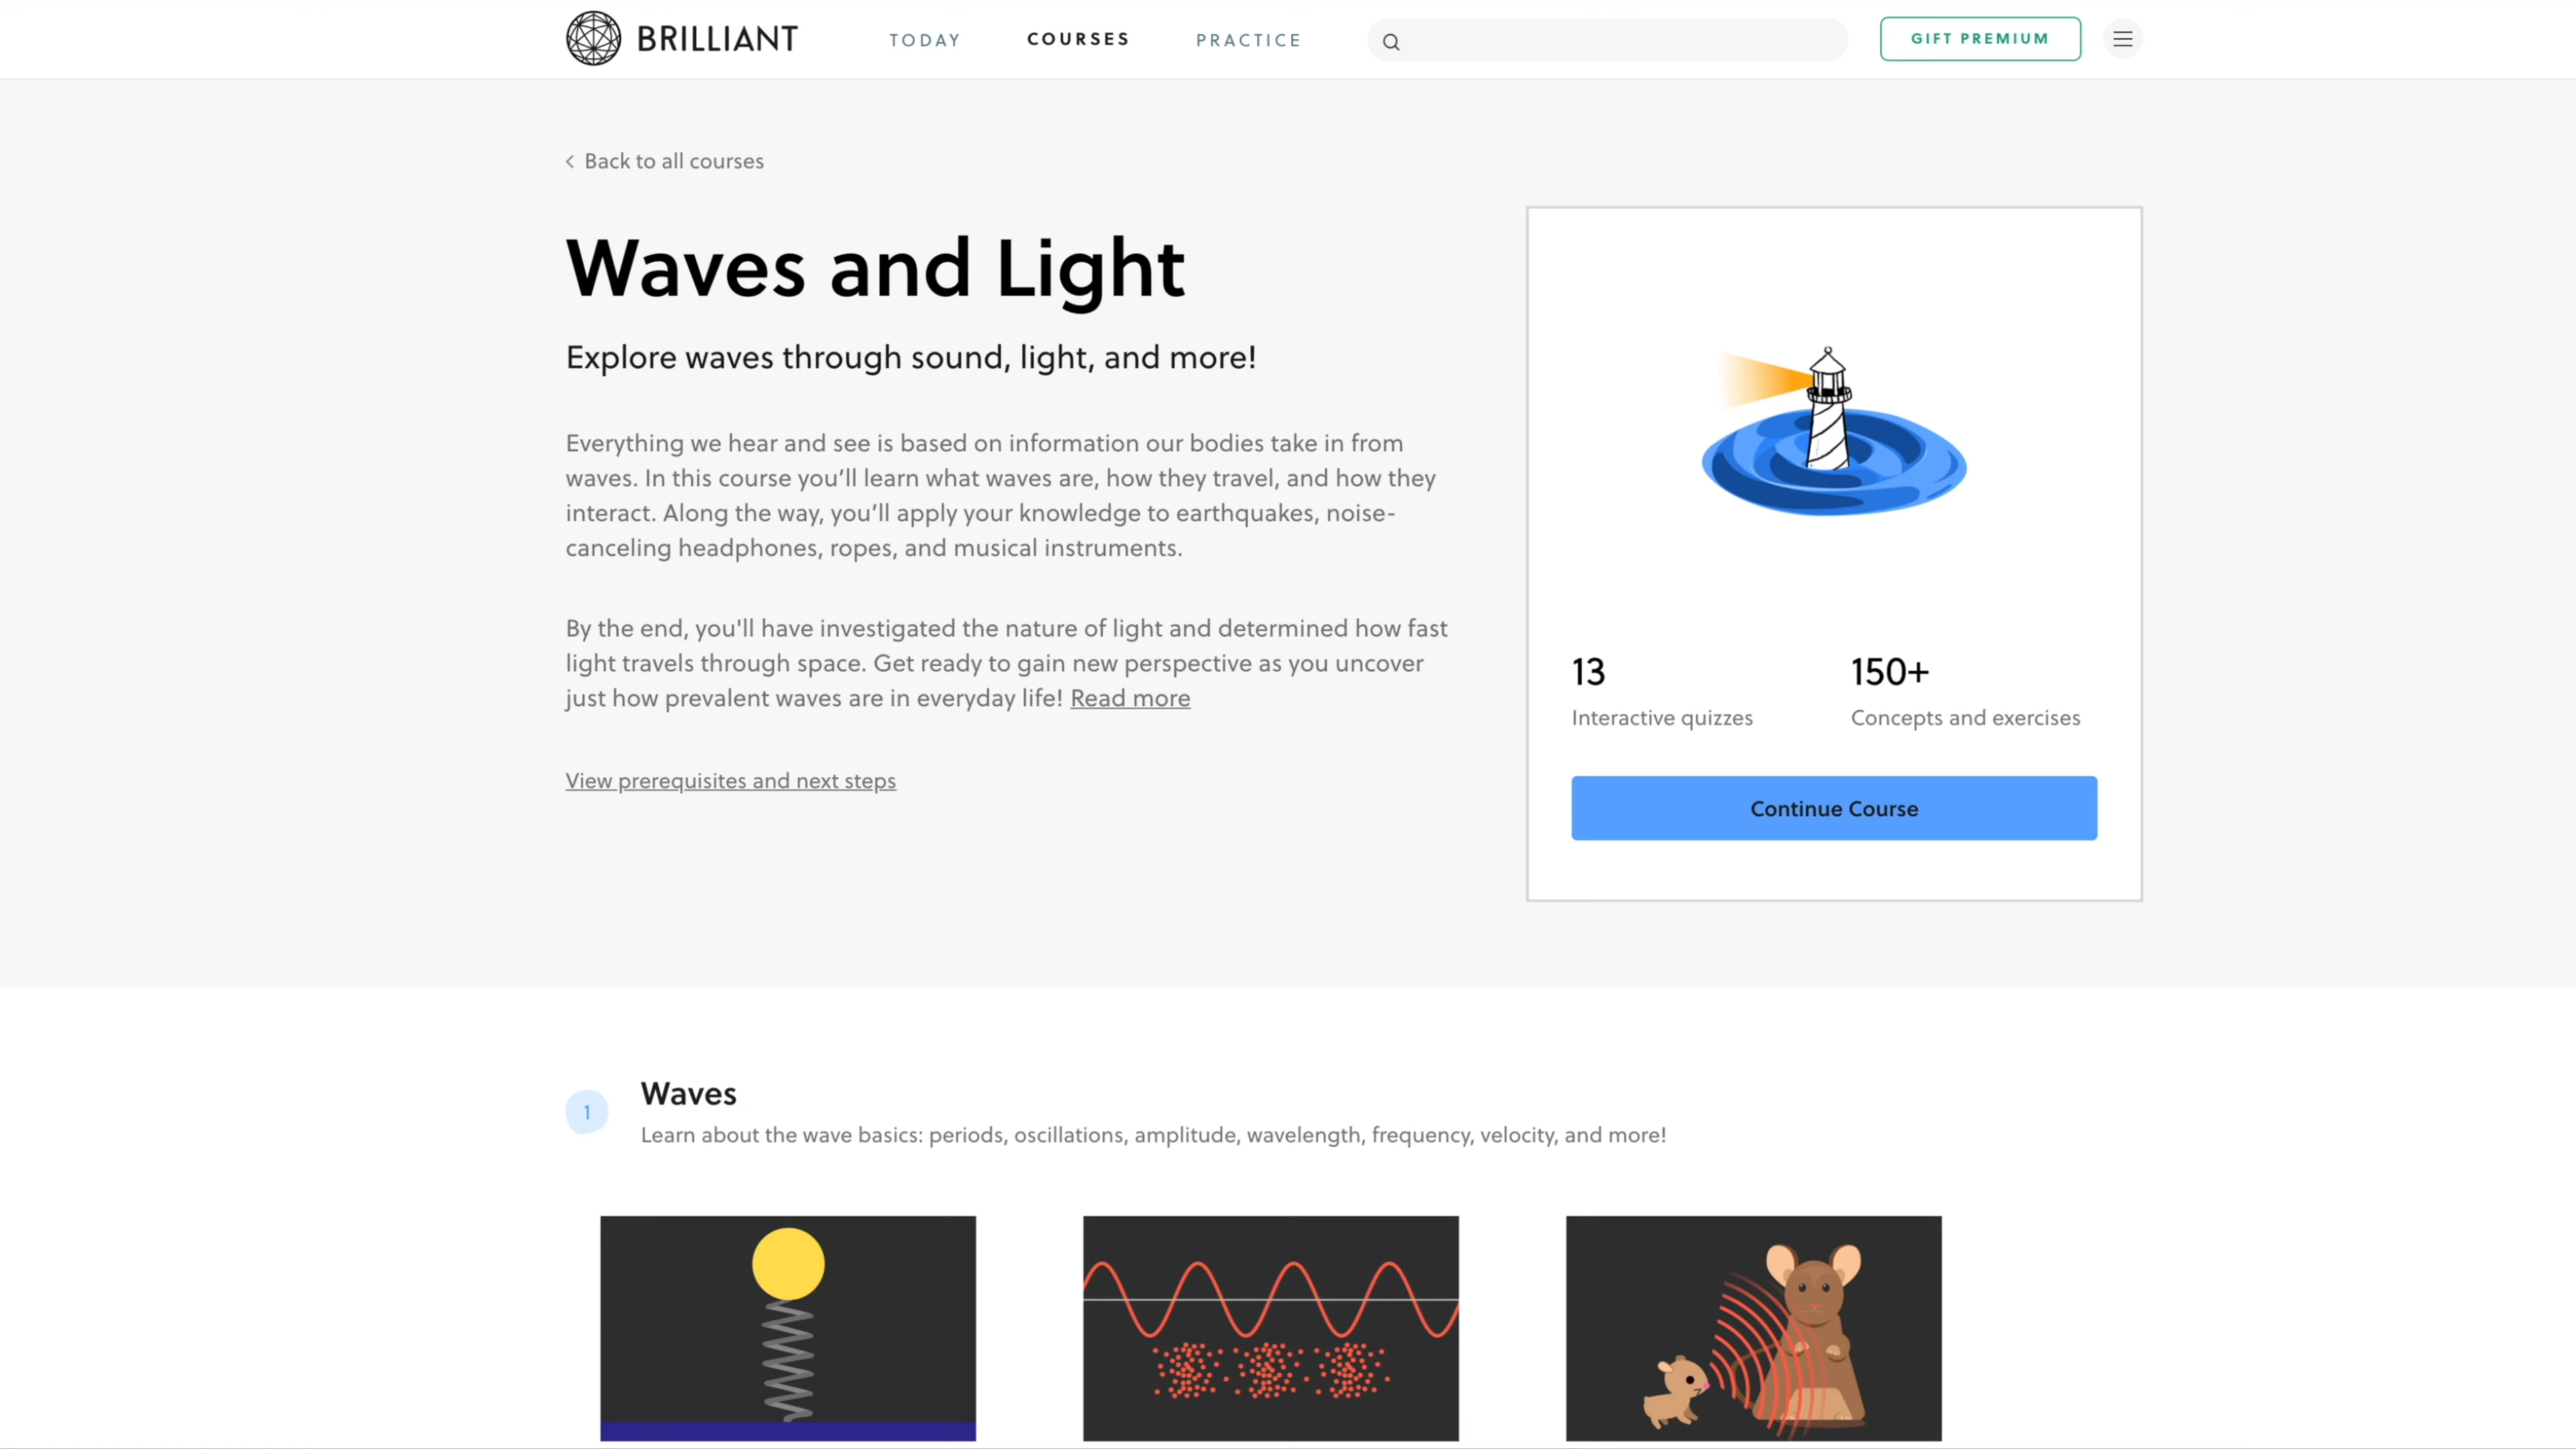 BRILLIANT
TODAY
COURSES
PRACTICE
GIFT PREMIUM
Back to all courses
Waves and Light
Explore waves through sound, light, and more!
Everything we hear and see is based on information our bodies take in from
waves. In this course you’ll learn what waves are, how they travel, and how they
interact. Along the way, you’ll apply your knowledge to earthquakes, noise-
canceling headphones, ropes, and musical instruments.
By the end, you'll have investigated the nature of light and determined how fast
light travels through space. Get ready to gain new perspective as you uncover
just how prevalent waves are in everyday life! Read more
View prerequisites and next steps
13
Interactive quizzes
150+
Concepts and exercises
Continue Course
1
Waves
Learn about the wave basics: periods, oscillations, amplitude, wavelength, frequency, velocity, and more!